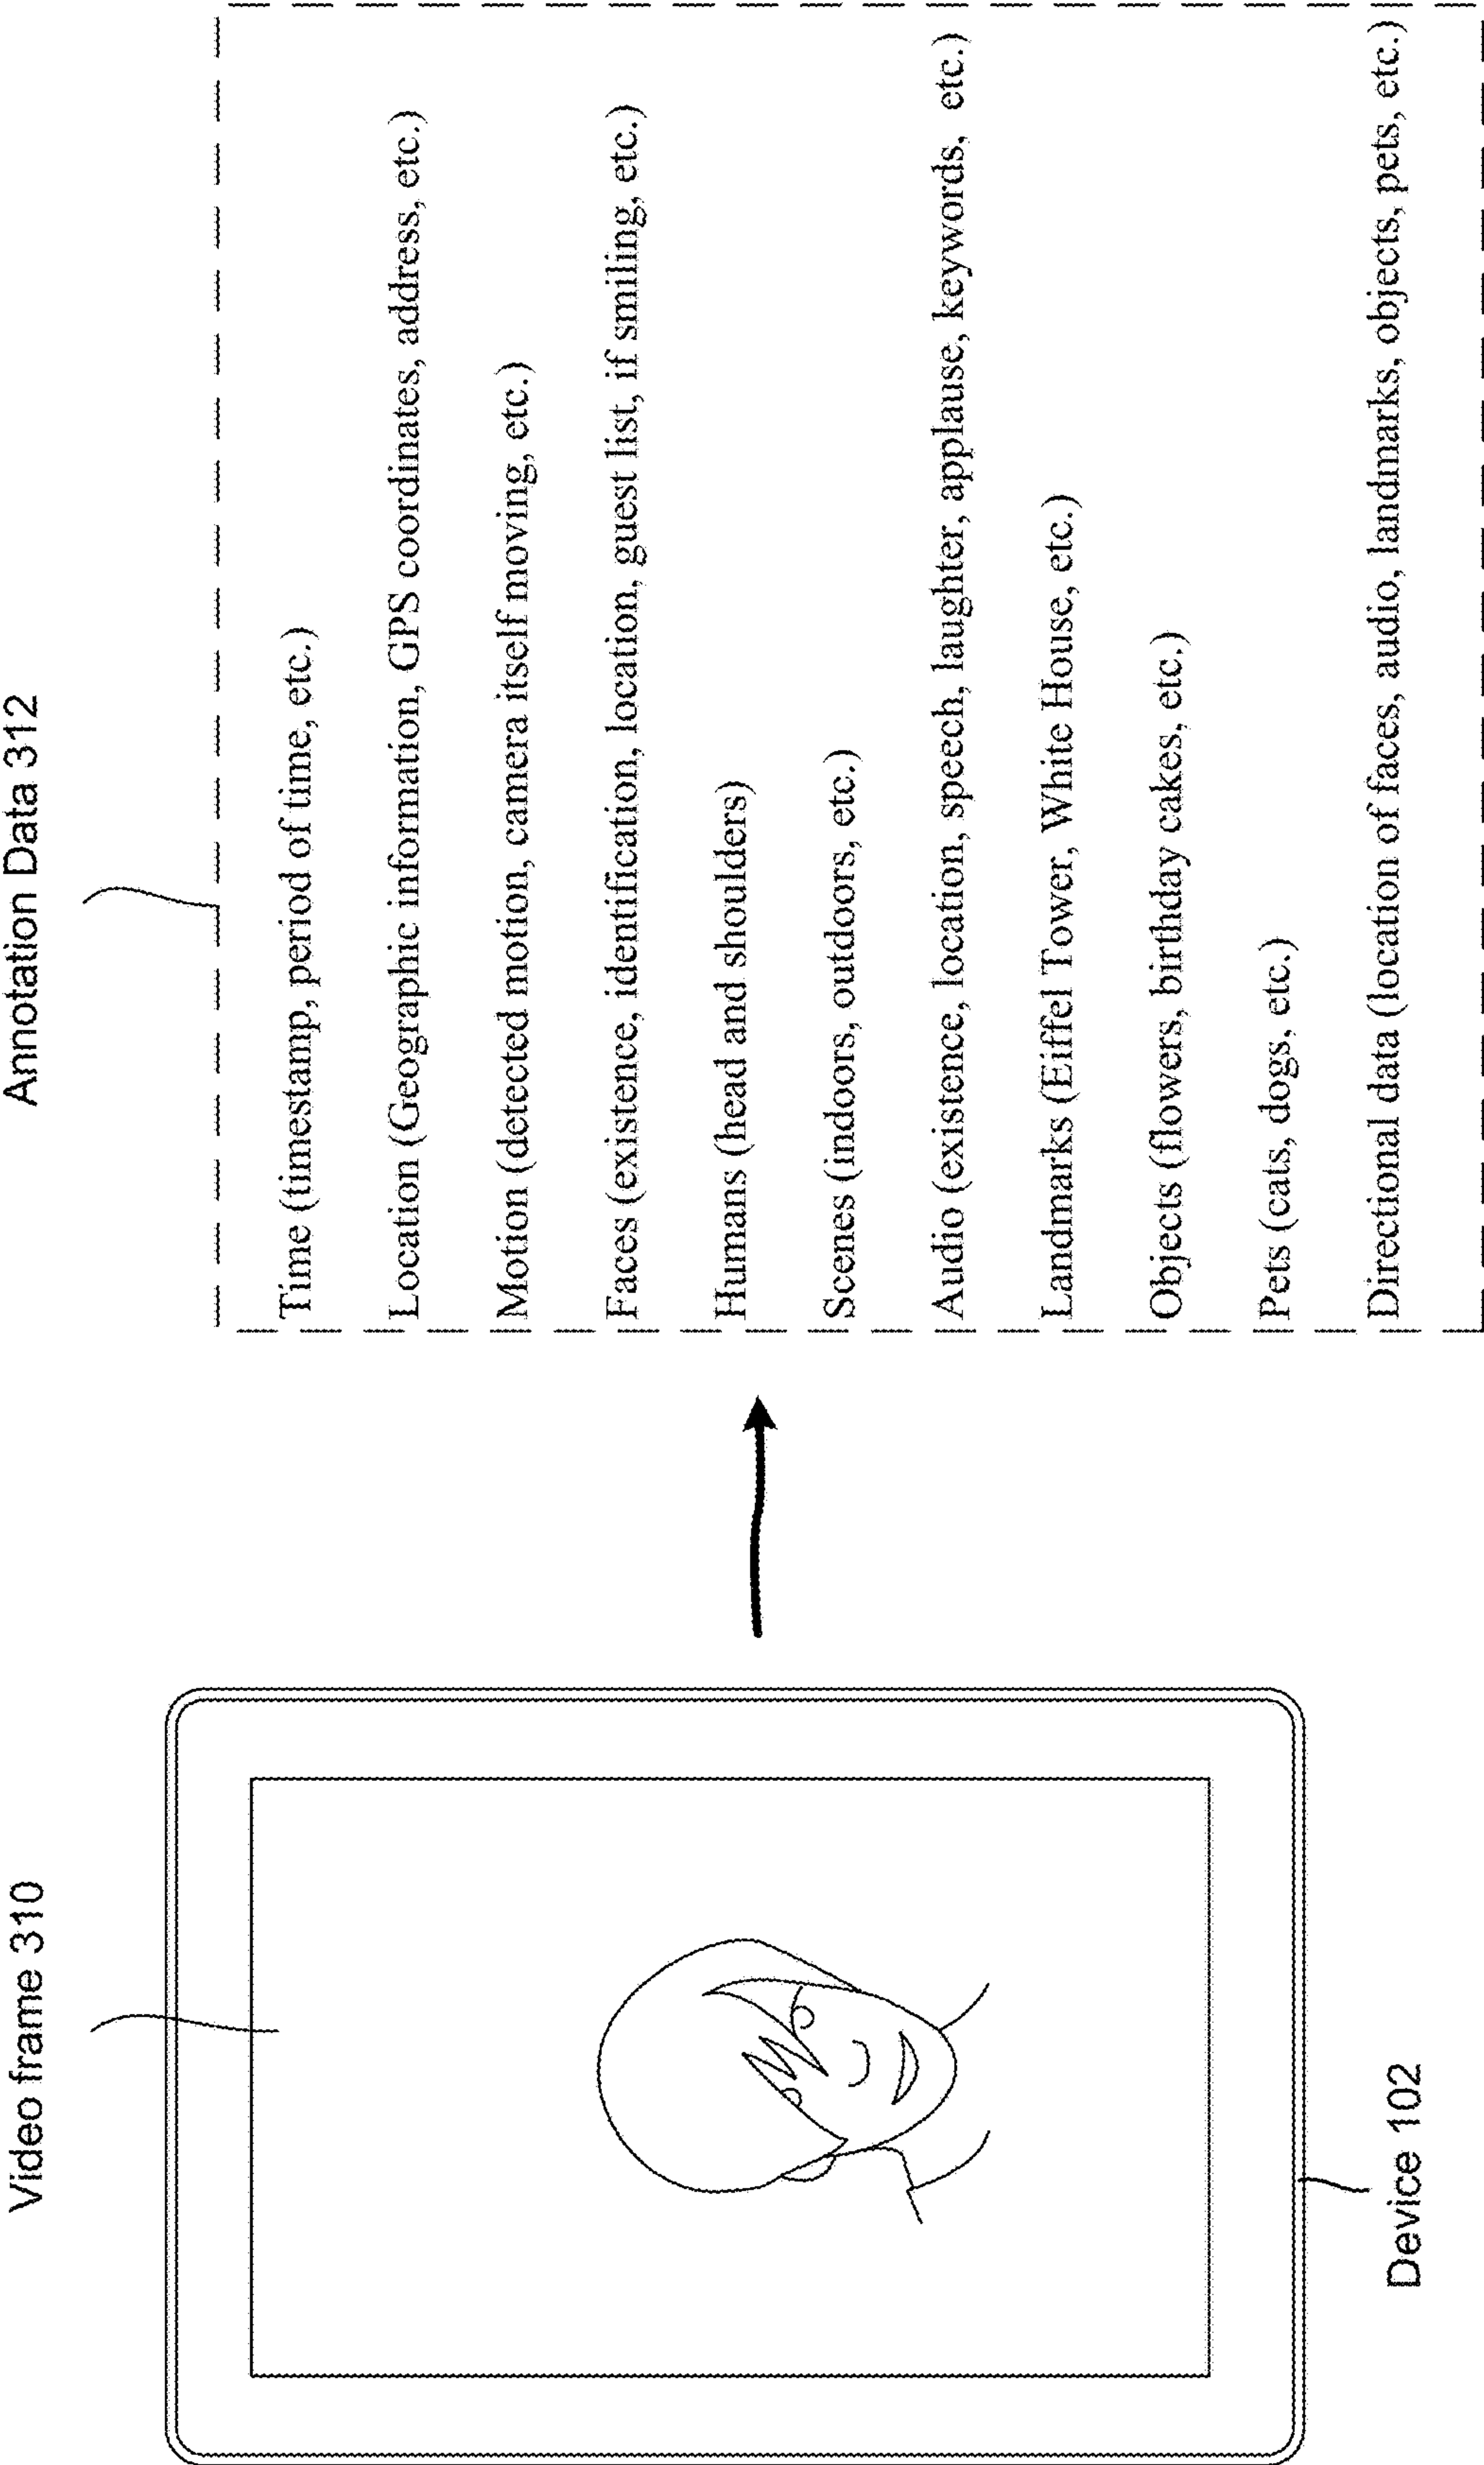 Video frame 310
Device 102
Annotation Data 312
Time (timestamp, period of time, etc.)
Location (Geographic information, GPS coordinates, address, etc.)
Motion (detected motion, camera itself moving, etc.)
Faces (existence, identification, location, guest list, if smiling, etc.)
Humans (head and shoulders)
Scenes (indoors, outdoors, etc.)
Audio (existence, location, speech, laughter, applause, keywords, etc.)
Landmarks (Eiffel Tower, White House, etc.)
Objects (flowers, birthday cakes, etc.)
Pets (cats, dogs, etc.)
Directional data (location of faces, audio, landmarks, objects, pets, etc.)